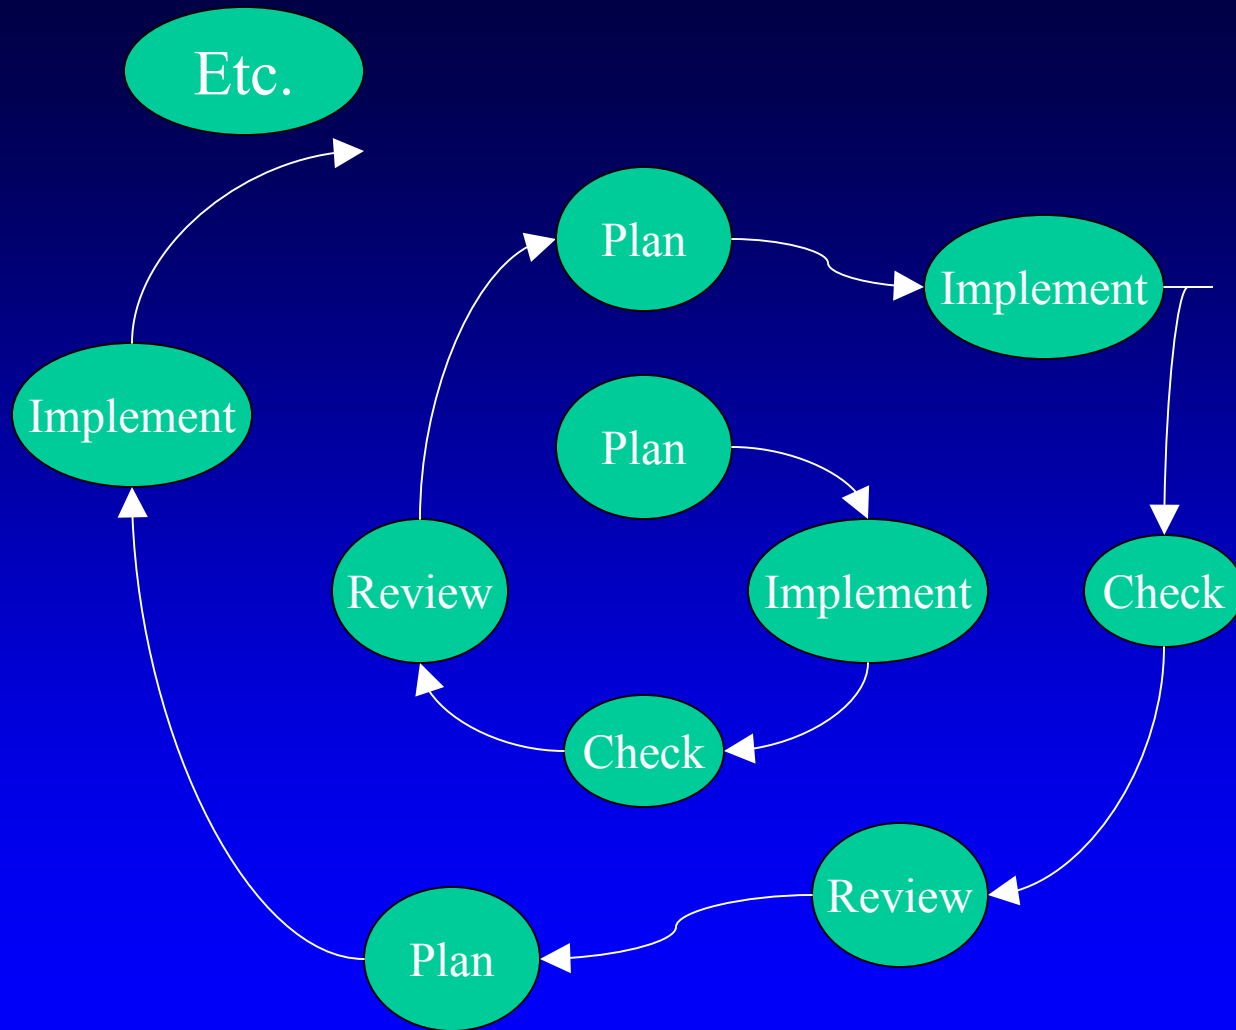 Etc.
Plan
Implement
Implement
Plan
Review
Implement
Check
Check
Review
Plan